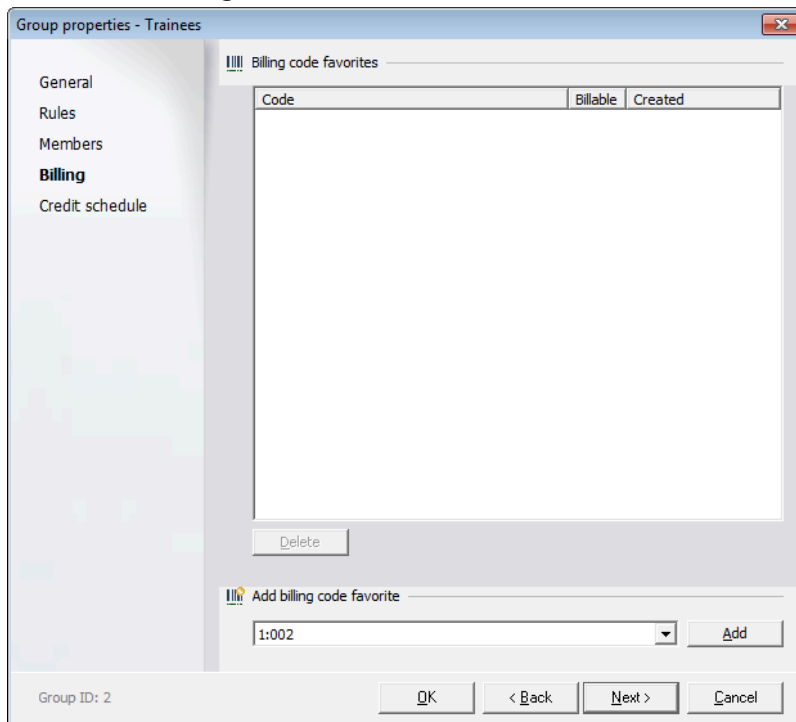 Group properties - Trainees
General
Rules
Members
Billing
Credit schedule
Billing code favorites
Code Billable Created
Delete
Add billing code favorite
1:002 Add
Group ID: 2 OK < Back Next > Cancel